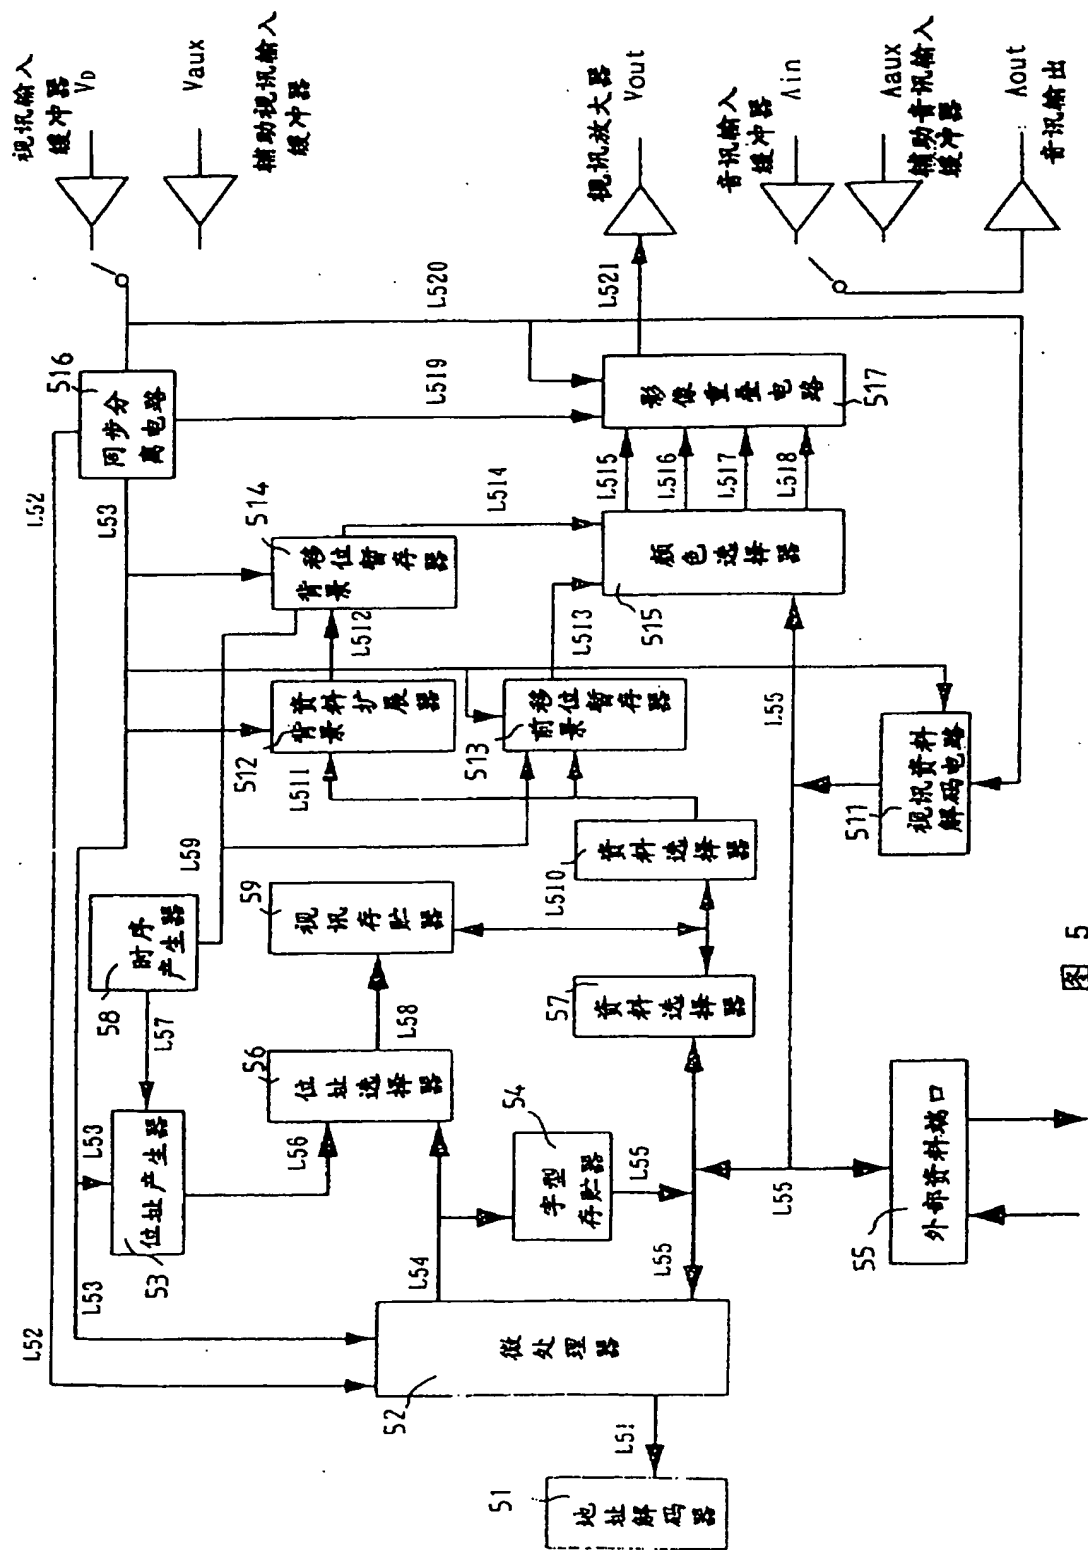 视讯输入
缓冲器
VD
Vaux
辅助视讯输入
缓冲器
视讯放大器
Vout
音讯输入
缓冲器
Ain
Aaux
辅助音讯输入
缓冲器
Aout
音讯输出
L520
L521
516
同步分
离电路
L519
影像重叠电路
517
L52
L53
514
背景
移位暂存器
L514
L515
L516
L517
L518
颜色选择器
515
L512
L513
512
背景
资料扩展器
513
前景
移位暂存器
L55
511
视讯资料
解码电路
L511
L59
L510
资料选择器
59
视讯存贮器
58
时序
产生器
L57
L58
57
资料选择器
56
位址选择器
L53
53
位址产生器
L56
54
字型
存贮器
L55
L55
55
外部资料端口
L52
L53
L54
L55
52
微处理器
L51
51
地址解码器
图 5